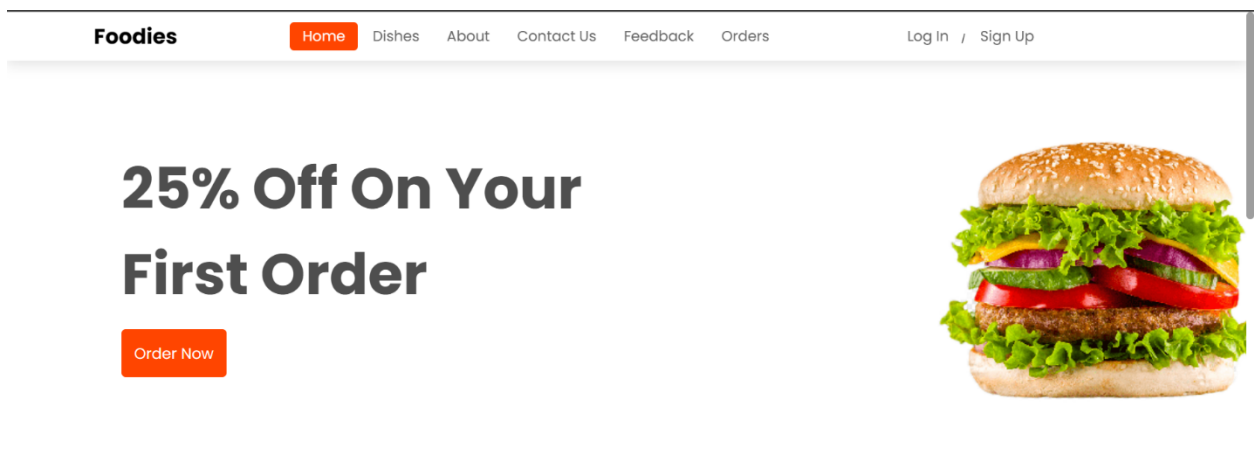 Foodies Home Dishes About Contact Us Feedback Orders Log In / Sign Up
25% Off On Your
First Order
Order Now